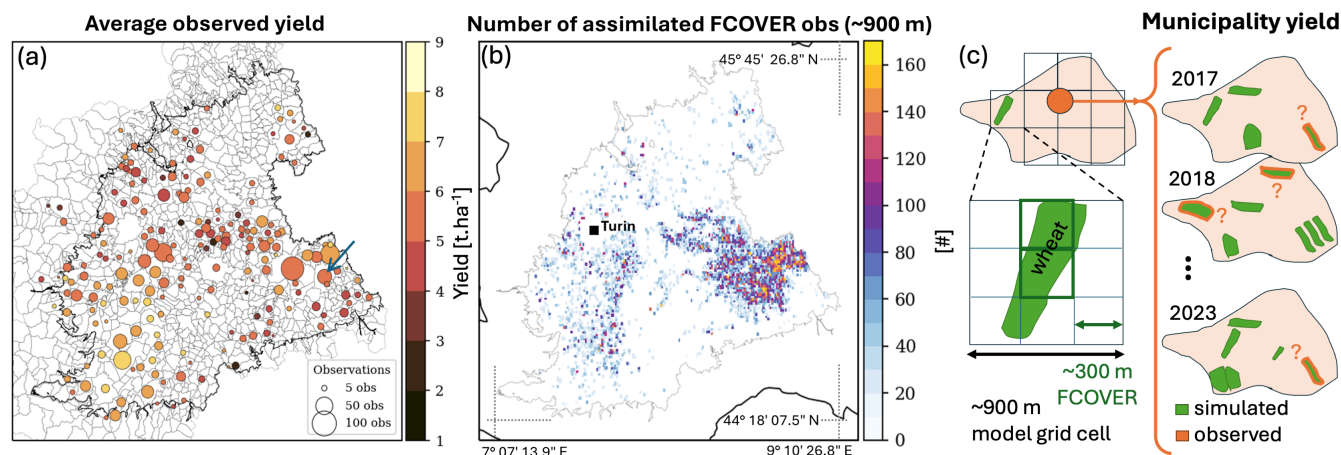 Average observed yield
(a)
9
8
7
6
5
4
3
2
1
Yield [t.ha⁻¹]
Observations
5 obs
50 obs
100 obs
Number of assimilated FCOVER obs (~900 m)
(b)
45° 45' 26.8" N
Turin
44° 18' 07.5" N
7° 07' 13.9" E
9° 10' 26.8" E
160
140
120
100
80
60
40
20
0
[#]
(c)
wheat
~300 m
FCOVER
~900 m
model grid cell
Municipality yield
2017
?
2018
?
?
2023
?
simulated
observed